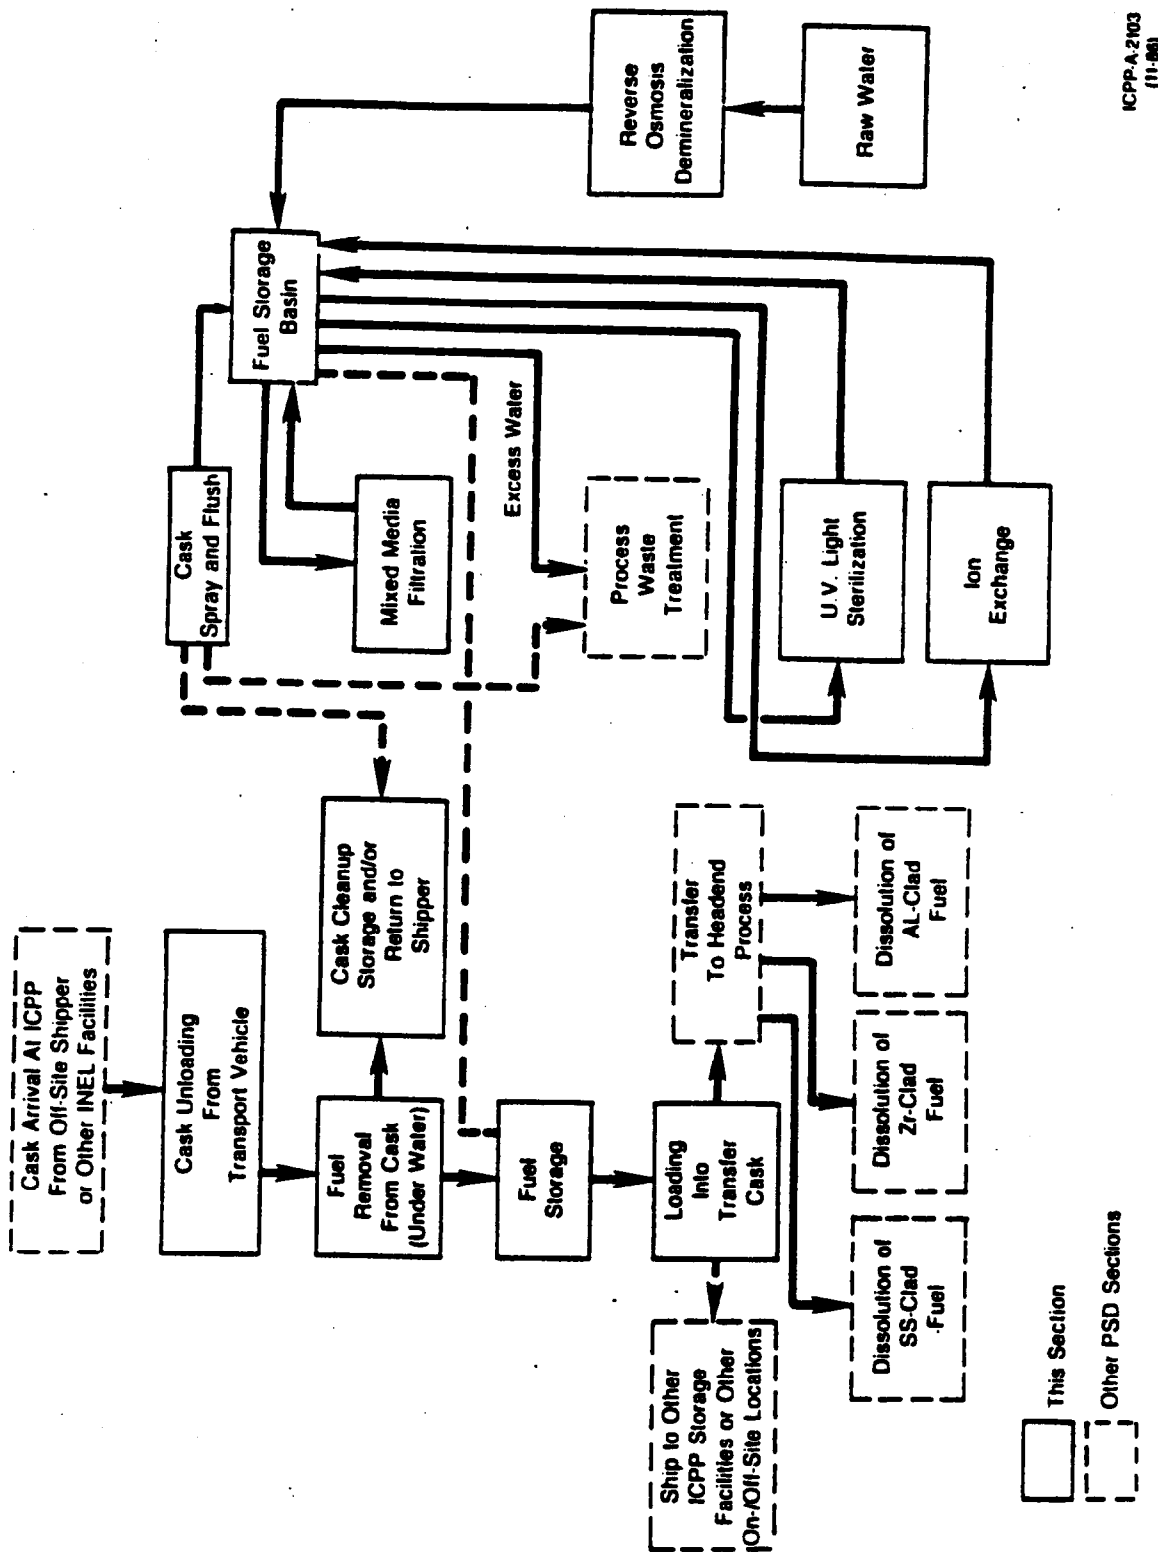 Cask Arrival At ICPP
From Off-Site Shipper
or Other INEL Facilities
Cask Unloading
From
Transport Vehicle
Fuel
Removal
From Cask
(Under Water)
Cask Cleanup
Storage and/or
Return to
Shipper
Fuel
Storage
Loading
Into
Transfer
Cask
Ship to Other
ICPP Storage
Facilities or Other
On-/Off-Site Locations
Transfer
To Headend
Process
Dissolution of
SS-Clad
-Fuel
Dissolution of
Zr-Clad
Fuel
Dissolution of
AL-Clad
Fuel
Cask
Spray and Flush
Fuel Storage
Basin
Mixed Media
Filtration
Excess Water
Process
Waste
Treatment
U.V. Light
Sterilization
Ion
Exchange
Reverse
Osmosis
Demineralization
Raw Water
This Section
Other PSD Sections
ICPP-A-2103
(11-86)